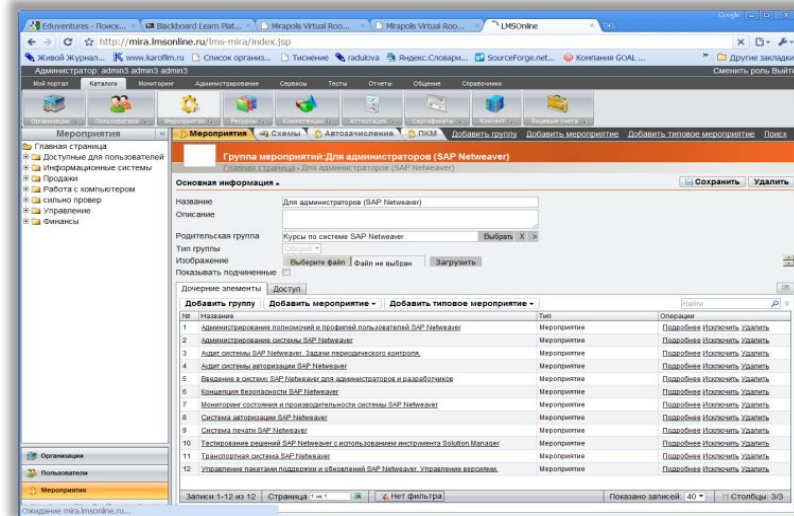 Eduventures - Поиск...
Blackboard Learn Plat...
Mirapolis Virtual Roo...
Mirapolis Virtual Roo...
LMSOnline
Google
http://mira.lmsonline.ru/lms-mira/index.jsp
Живой Журнал...
www.karofilm.ru
Список организ...
Тиснение
radulova
Яндекс.Словари...
SourceForge.net...
Компания GOAL ...
Другие закладки
Администратор: admin3 admin3 admin3
Сменить роль Выйти
Мой портал
Каталоги
Мониторинг
Администрирование
Сервисы
Тесты
Отчеты
Общение
Справочники
Организации
Пользователи
Мероприятия
Ресурсы
Компетенции
Аттестации
Сертификаты
Контент
Лицевые счета
Мероприятия
Главная страница
Доступные для пользователей
Информационные системы
Продажи
Работа с компьютером
сильно провер
Управление
Финансы
Мероприятия
Схемы
Автозачисление
ПКМ
Добавить группу
Добавить мероприятие
Добавить типовое мероприятие
Поиск
Группа мероприятий:Для администраторов (SAP Netweaver)
Главная страница - Для администраторов (SAP Netweaver)
Основная информация
Сохранить
Удалить
Название Для администраторов (SAP Netweaver)
Описание
Родительская группа Курсы по системе SAP Netweaver Выбрать X >
Тип группы Общий
Изображение Выберите файл Файл не выбран Загрузить
Показывать подчиненные
Дочерние элементы
Доступ
Добавить группу Добавить мероприятие Добавить типовое мероприятие Найти
№ Название Тип Операции
1 Администрирование полномочий и профилей пользователей SAP Netweaver Мероприятие Подробнее Исключить Удалить
2 Администрирование системы SAP Netweaver Мероприятие Подробнее Исключить Удалить
3 Аудит системы SAP Netweaver. Задачи периодического контроля. Мероприятие Подробнее Исключить Удалить
4 Аудит системы авторизации SAP Netweaver Мероприятие Подробнее Исключить Удалить
5 Введение в систему SAP Netweaver для администраторов и разработчиков Мероприятие Подробнее Исключить Удалить
6 Концепция безопасности SAP Netweaver Мероприятие Подробнее Исключить Удалить
7 Мониторинг состояния и производительности системы SAP Netweaver Мероприятие Подробнее Исключить Удалить
8 Система авторизации SAP Netweaver Мероприятие Подробнее Исключить Удалить
9 Система печати SAP Netweaver Мероприятие Подробнее Исключить Удалить
10 Тестирование решений SAP Netweaver с использованием инструмента Solution Manager Мероприятие Подробнее Исключить Удалить
11 Транспортная система SAP Netweaver Мероприятие Подробнее Исключить Удалить
12 Управление пакетами поддержки и обновлений SAP Netweaver. Управление версиями. Мероприятие Подробнее Исключить Удалить
Организации
Пользователи
Мероприятия
Записи:1-12 из 12 Страница 1 из 1 Нет фильтра Показано записей: 40 Столбцы: 3/3
Ожидание mira.lmsonline.ru...